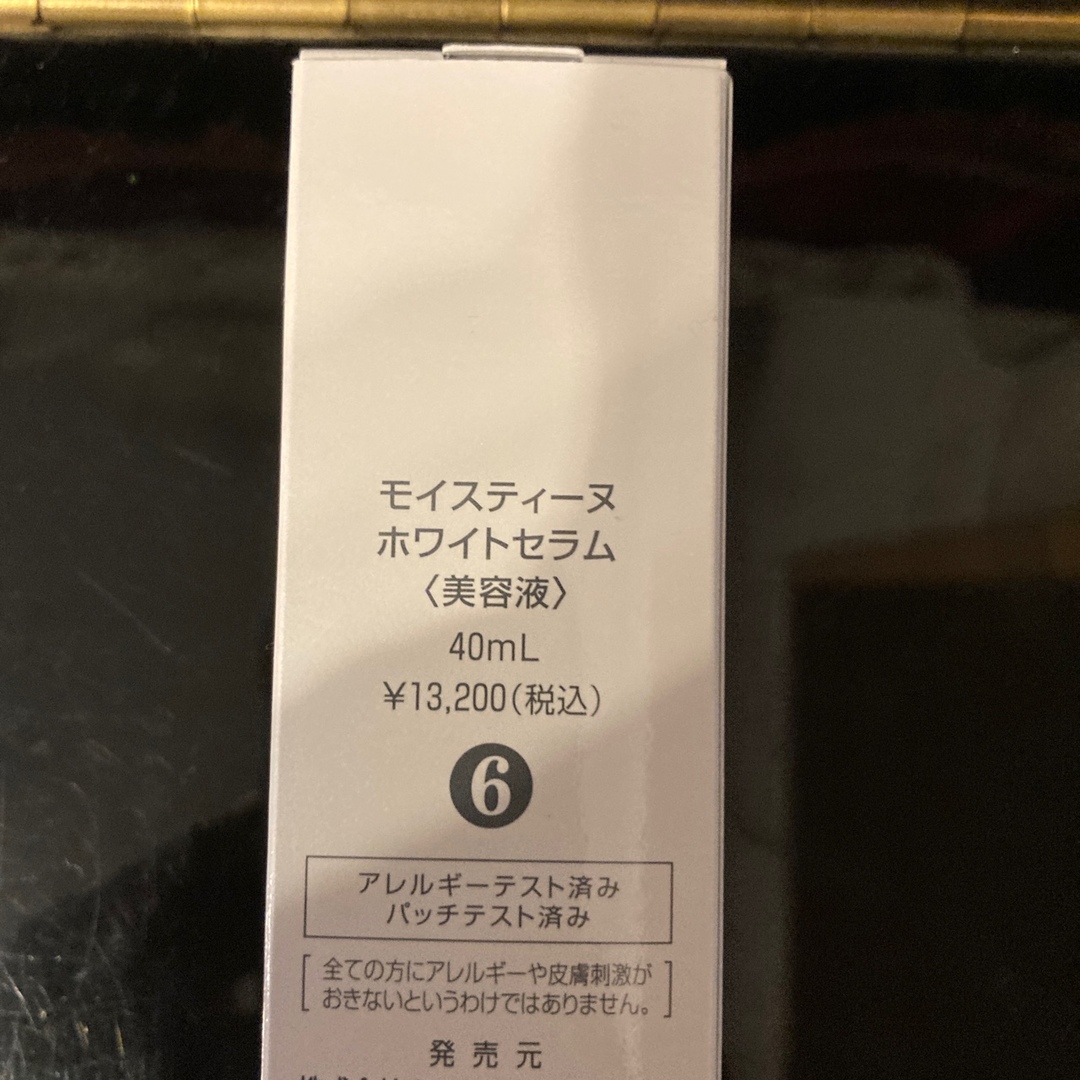 モイスティーヌ
ホワイトセラム
〈美容液〉
40mL
¥13,200(税込)
6
アレルギーテスト済み
パッチテスト済み
全ての方にアレルギーや皮膚刺激が
おきないというわけではありません。
発売元